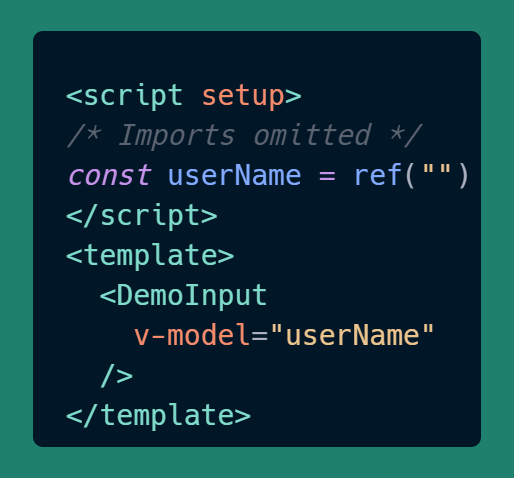 <script setup>
/* Imports omitted */
const userName = ref("")
</script>
<template>
  <DemoInput
    v-model="userName"
  />
</template>